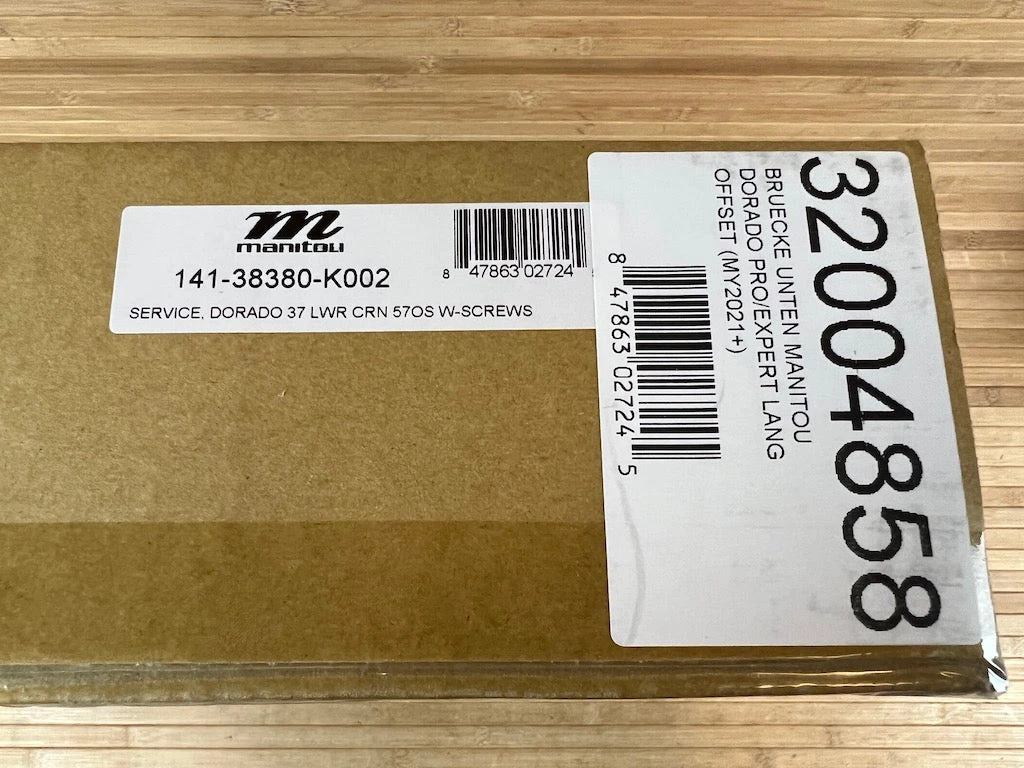 m
manitou
141-38380-K002
8 47863 02724
SERVICE, DORADO 37 LWR CRN 57OS W-SCREWS
32004858
BRUECKE UNTEN MANITOU
DORADO PRO/EXPERT LANG
OFFSET (MY2021+)
8 47863 02724 5